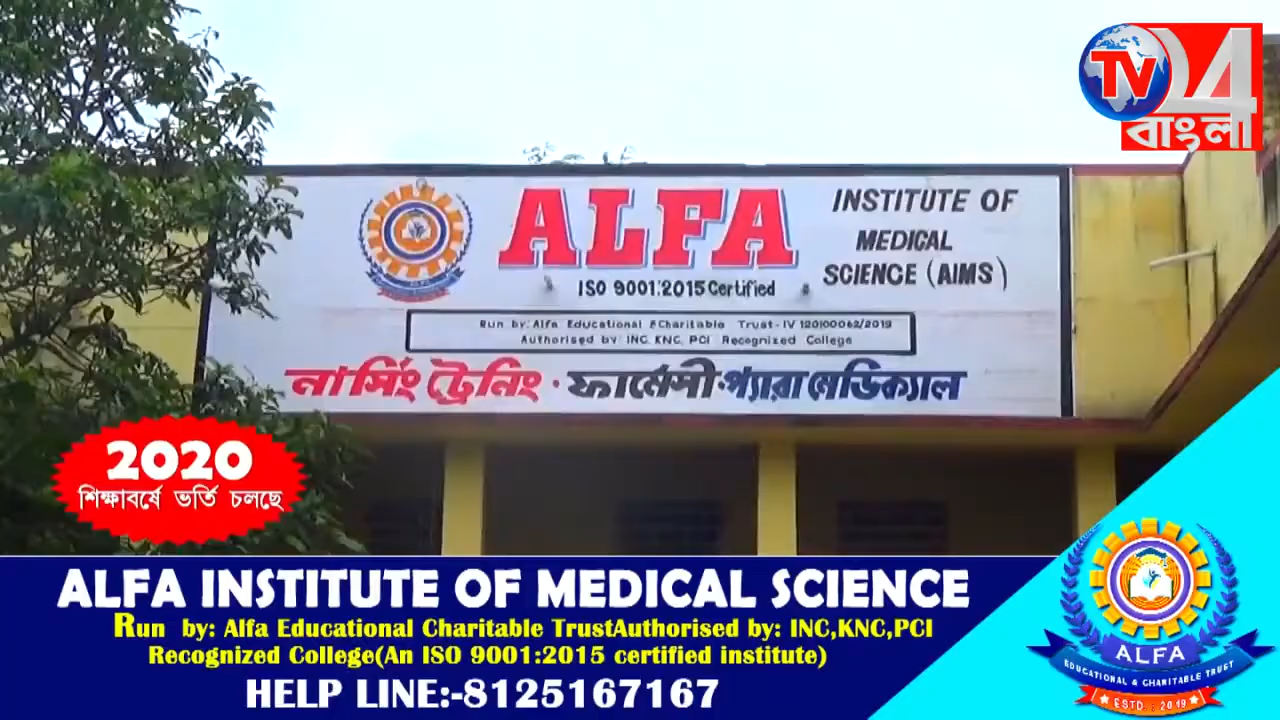 TV 24
বাংলা
ALFA
INSTITUTE OF
MEDICAL
SCIENCE (AIMS)
ISO 9001:2015 Certified
Run by: Alfa Educational & Charitable Trust-IV 120100062/2019
Authorised by: INC, KNC, PCI Recognized College
নার্সিং ট্রেনিং · ফার্মেসী · প্যারা মেডিক্যাল
2020
শিক্ষাবর্ষে ভর্তি চলছে
ALFA INSTITUTE OF MEDICAL SCIENCE
Run by: Alfa Educational Charitable TrustAuthorised by: INC,KNC,PCI
Recognized College(An ISO 9001:2015 certified institute)
HELP LINE:-8125167167
ALFA
EDUCATIONAL & CHARITABLE TRUST
ESTD. : 2019